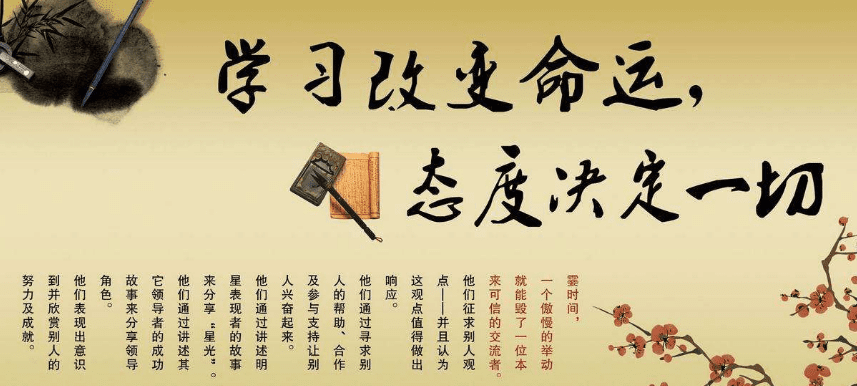 学习改变命运，
态度决定一切
霎时间，
一个傲慢的举动
就能毁了一位本
来可信的交流者。
他们征求别人观
点——并且认为
这观点值得做出
响应。
他们通过寻求别
人的帮助、合作
及参与支持让别
人兴奋起来。
他们通过讲述明
星表现者的故事
来分享“星光”。
他们通过讲述其
它领导者的成功
故事来分享领导
角色。
他们表现出意识
到并欣赏别人的
努力及成就。